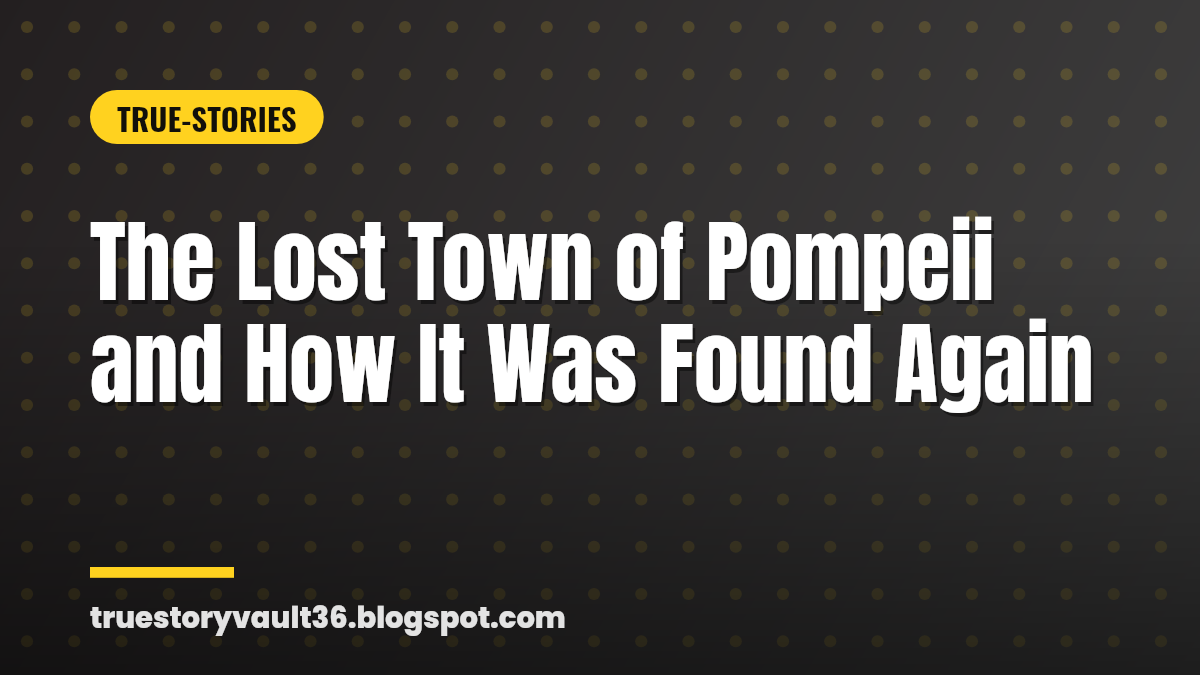 TRUE-STORIES
The Lost Town of Pompeii
and How It Was Found Again
truestoryvault36.blogspot.com